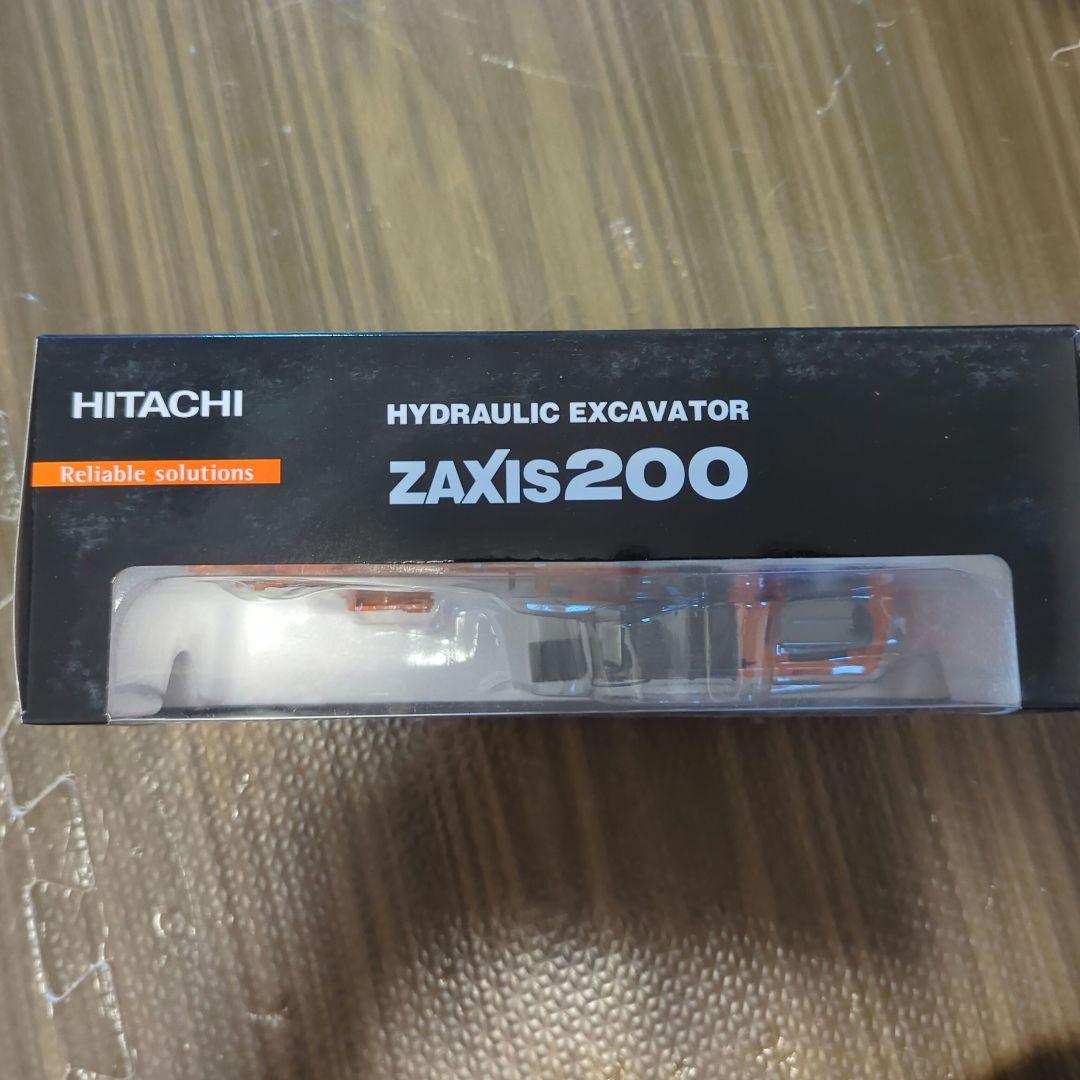 HITACHI
Reliable solutions
HYDRAULIC EXCAVATOR
ZAXIS200